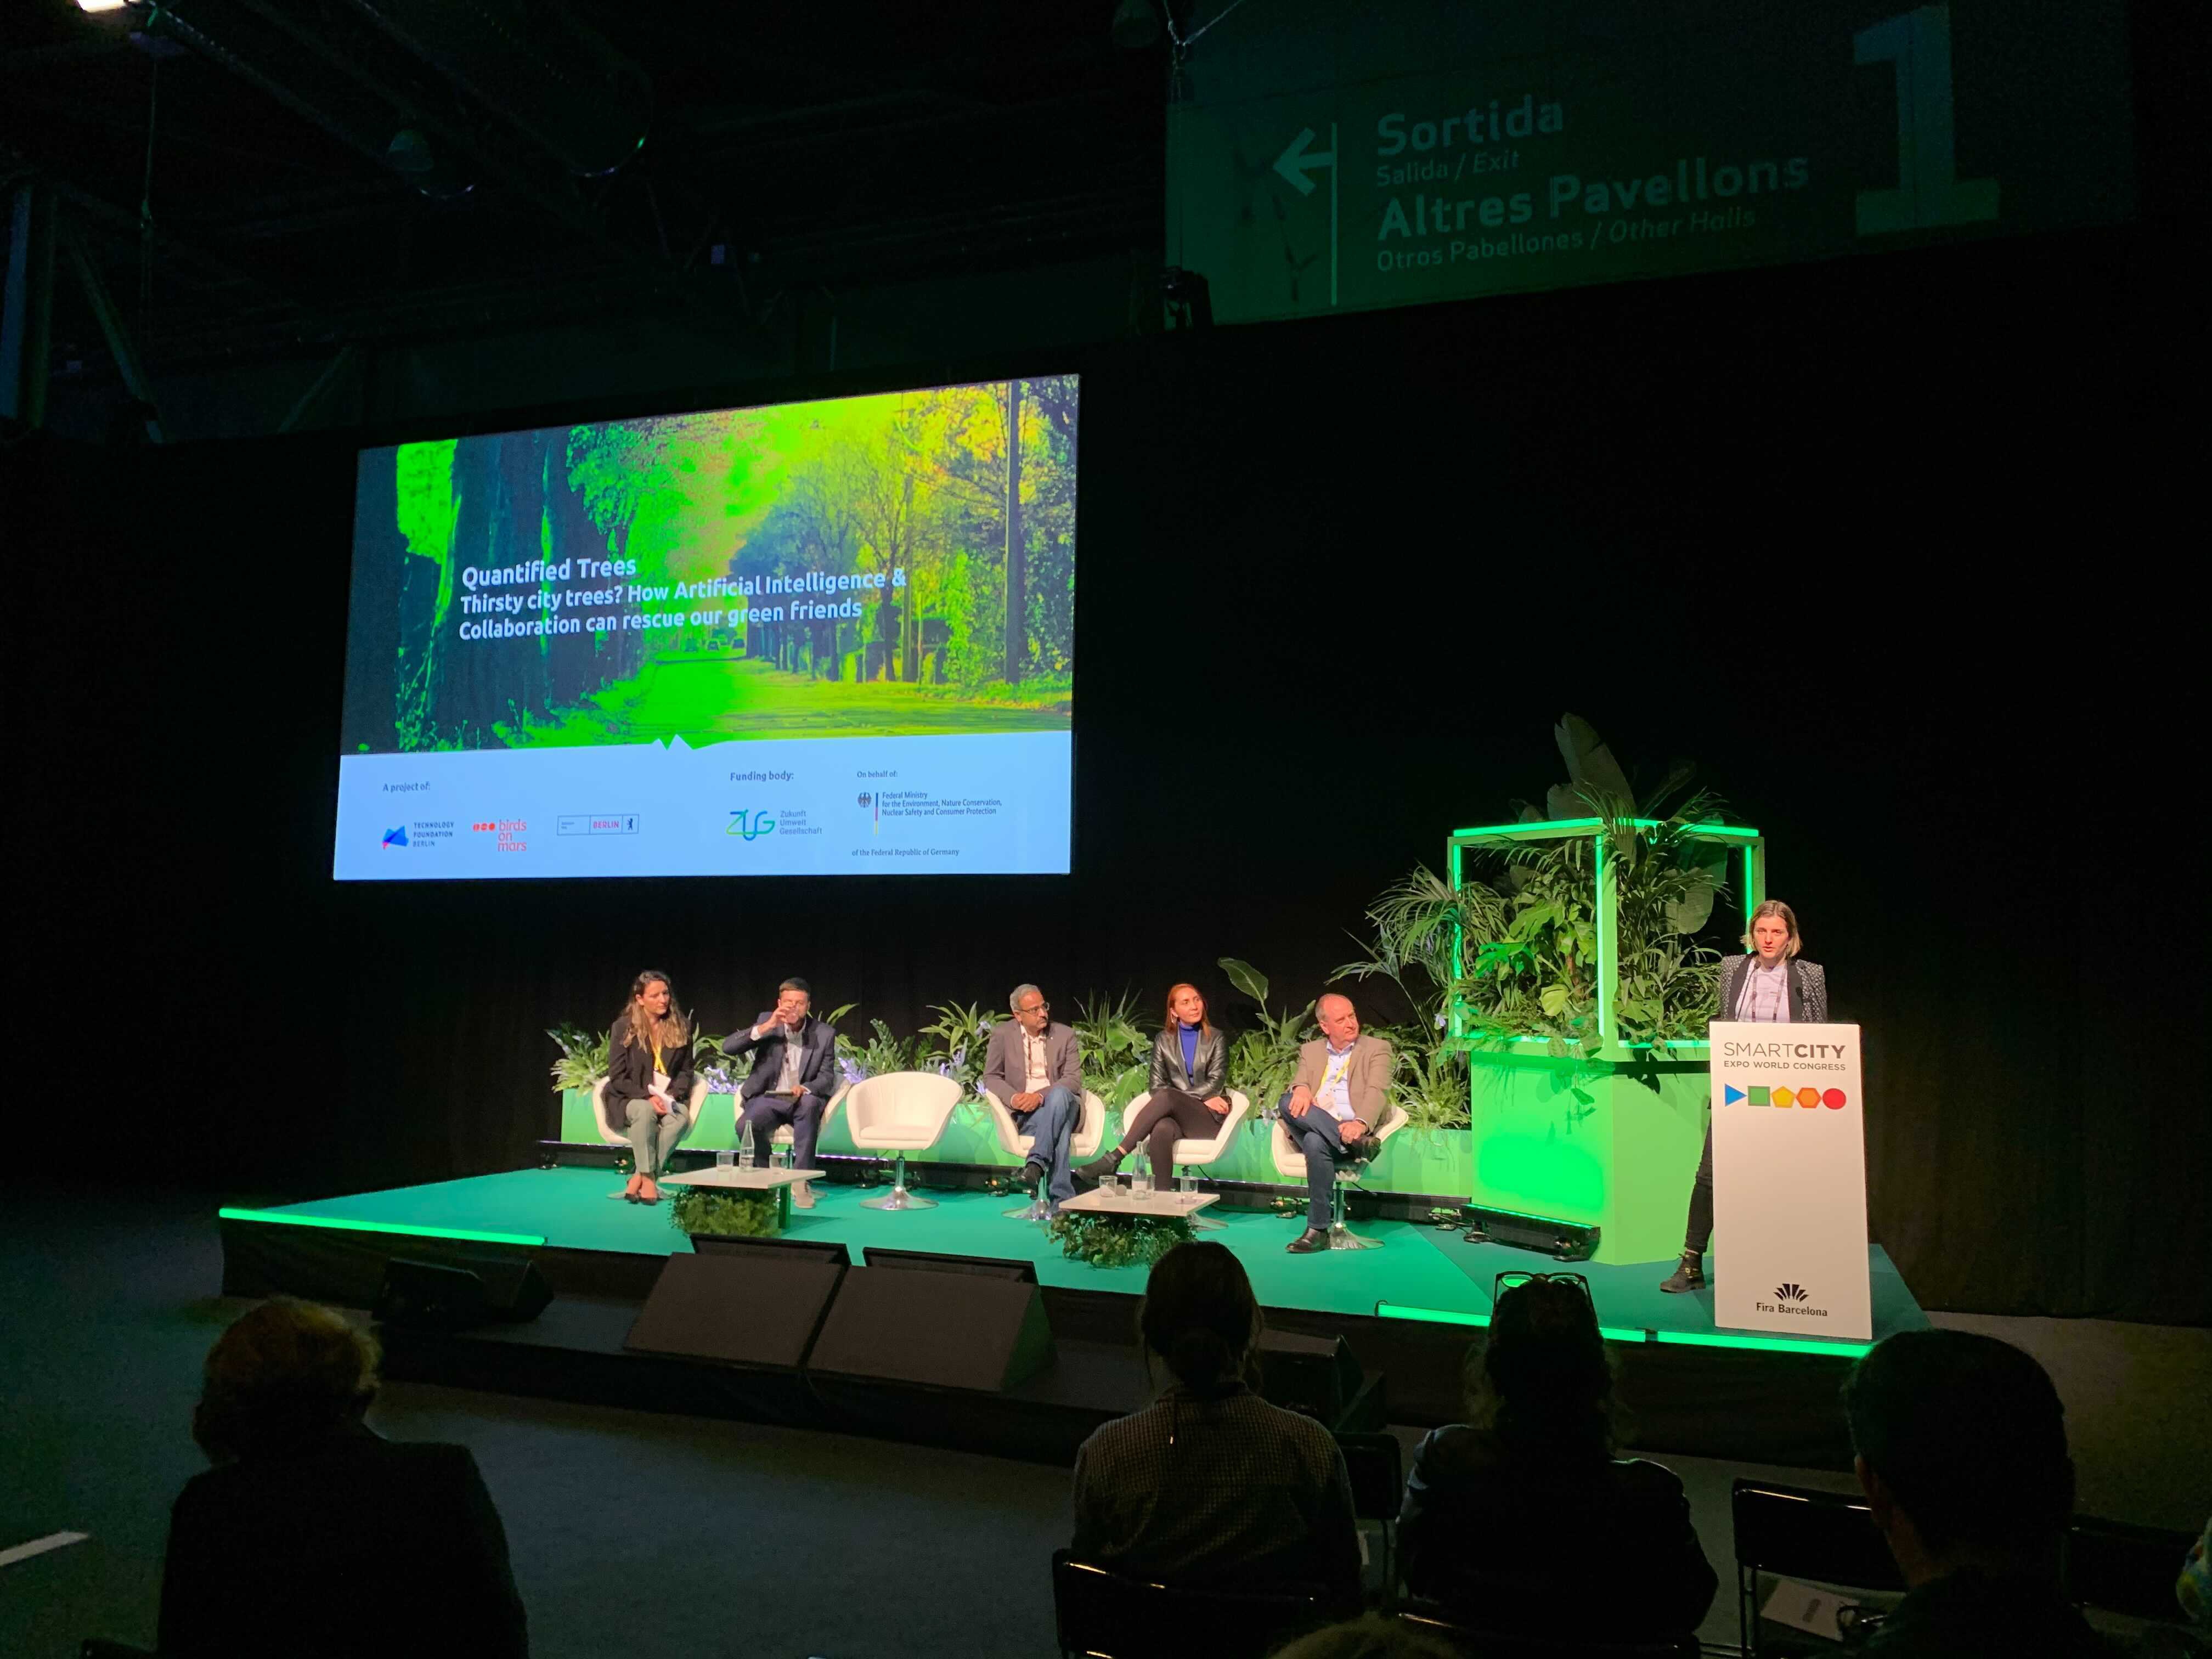 Sortida
Salida / Exit
Altres Pavellons
Otros Pabellones / Other Halls
1
Quantified Trees
Thirsty city trees? How Artificial Intelligence &
Collaboration can rescue our green friends
A project of:
TECHNOLOGY
FOUNDATION
BERLIN
birds
on
mars
BERLIN
Funding body:
ZUG
Zukunft
Umwelt
Gesellschaft
On behalf of:
Federal Ministry
for the Environment, Nature Conservation,
Nuclear Safety and Consumer Protection
of the Federal Republic of Germany
SMARTCITY
EXPO WORLD CONGRESS
Fira Barcelona